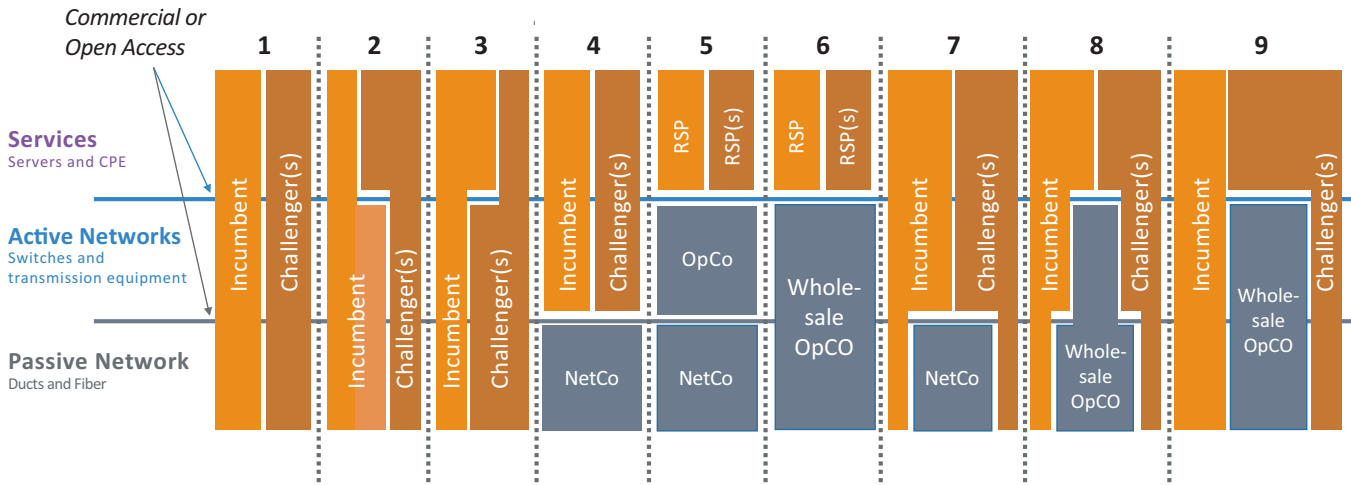 Commercial or
Open Access
1
2
3
4
5
6
7
8
9
Services
Servers and CPE
Active Networks
Switches and
transmission equipment
Passive Network
Ducts and Fiber
Incumbent
Challenger(s)
Incumbent
Challenger(s)
Incumbent
Challenger(s)
Incumbent
Challenger(s)
NetCo
RSP
RSP(s)
OpCo
NetCo
RSP
RSP(s)
Whole-
sale
OpCO
Incumbent
Challenger(s)
NetCo
Incumbent
Challenger(s)
Whole-
sale
OpCO
Incumbent
Whole-
sale
OpCO
Challenger(s)